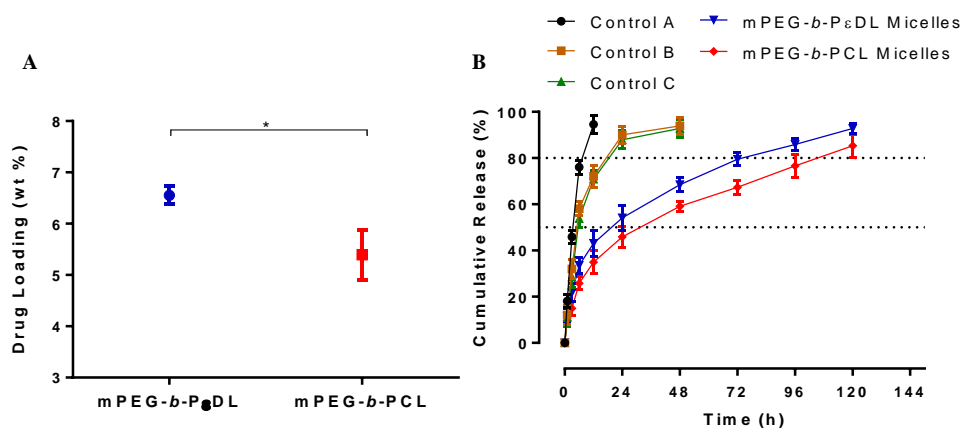 A
Drug Loading (wt %)
8
7
6
5
4
3
*
mPEG-b-PεDL
mPEG-b-PCL
B
Control A
Control B
Control C
mPEG-b-PεDL Micelles
mPEG-b-PCL Micelles
Cumulative Release (%)
100
80
60
40
20
0
0
24
48
72
96
120
144
Time (h)